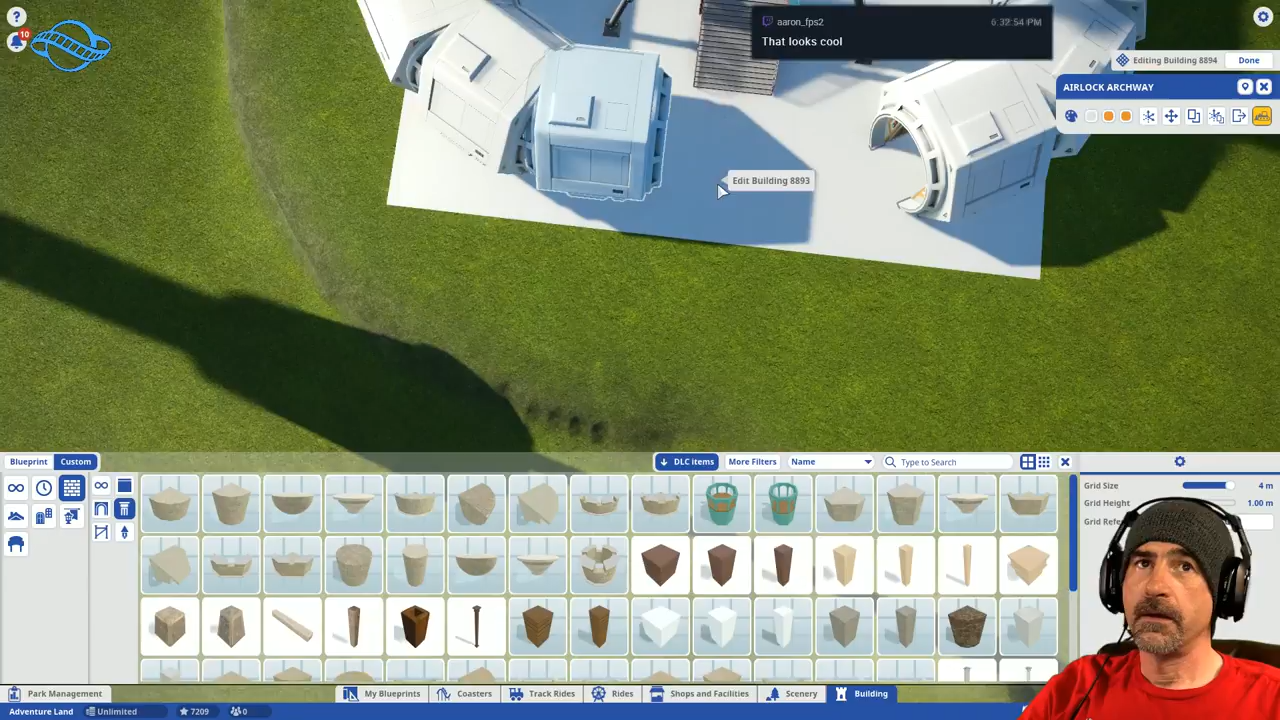 ?
10
aaron_fps2
6:32:54 PM
That looks cool
Editing Building 8894
Done
AIRLOCK ARCHWAY
Edit Building 8893
Blueprint
Custom
DLC items
More Filters
Name
Type to Search
Grid Size
4 m
Grid Height
1.00 m
Grid
Park Management
My Blueprints
Coasters
Track Rides
Rides
Shops and Facilities
Scenery
Building
Adventure Land
Unlimited
7209
0